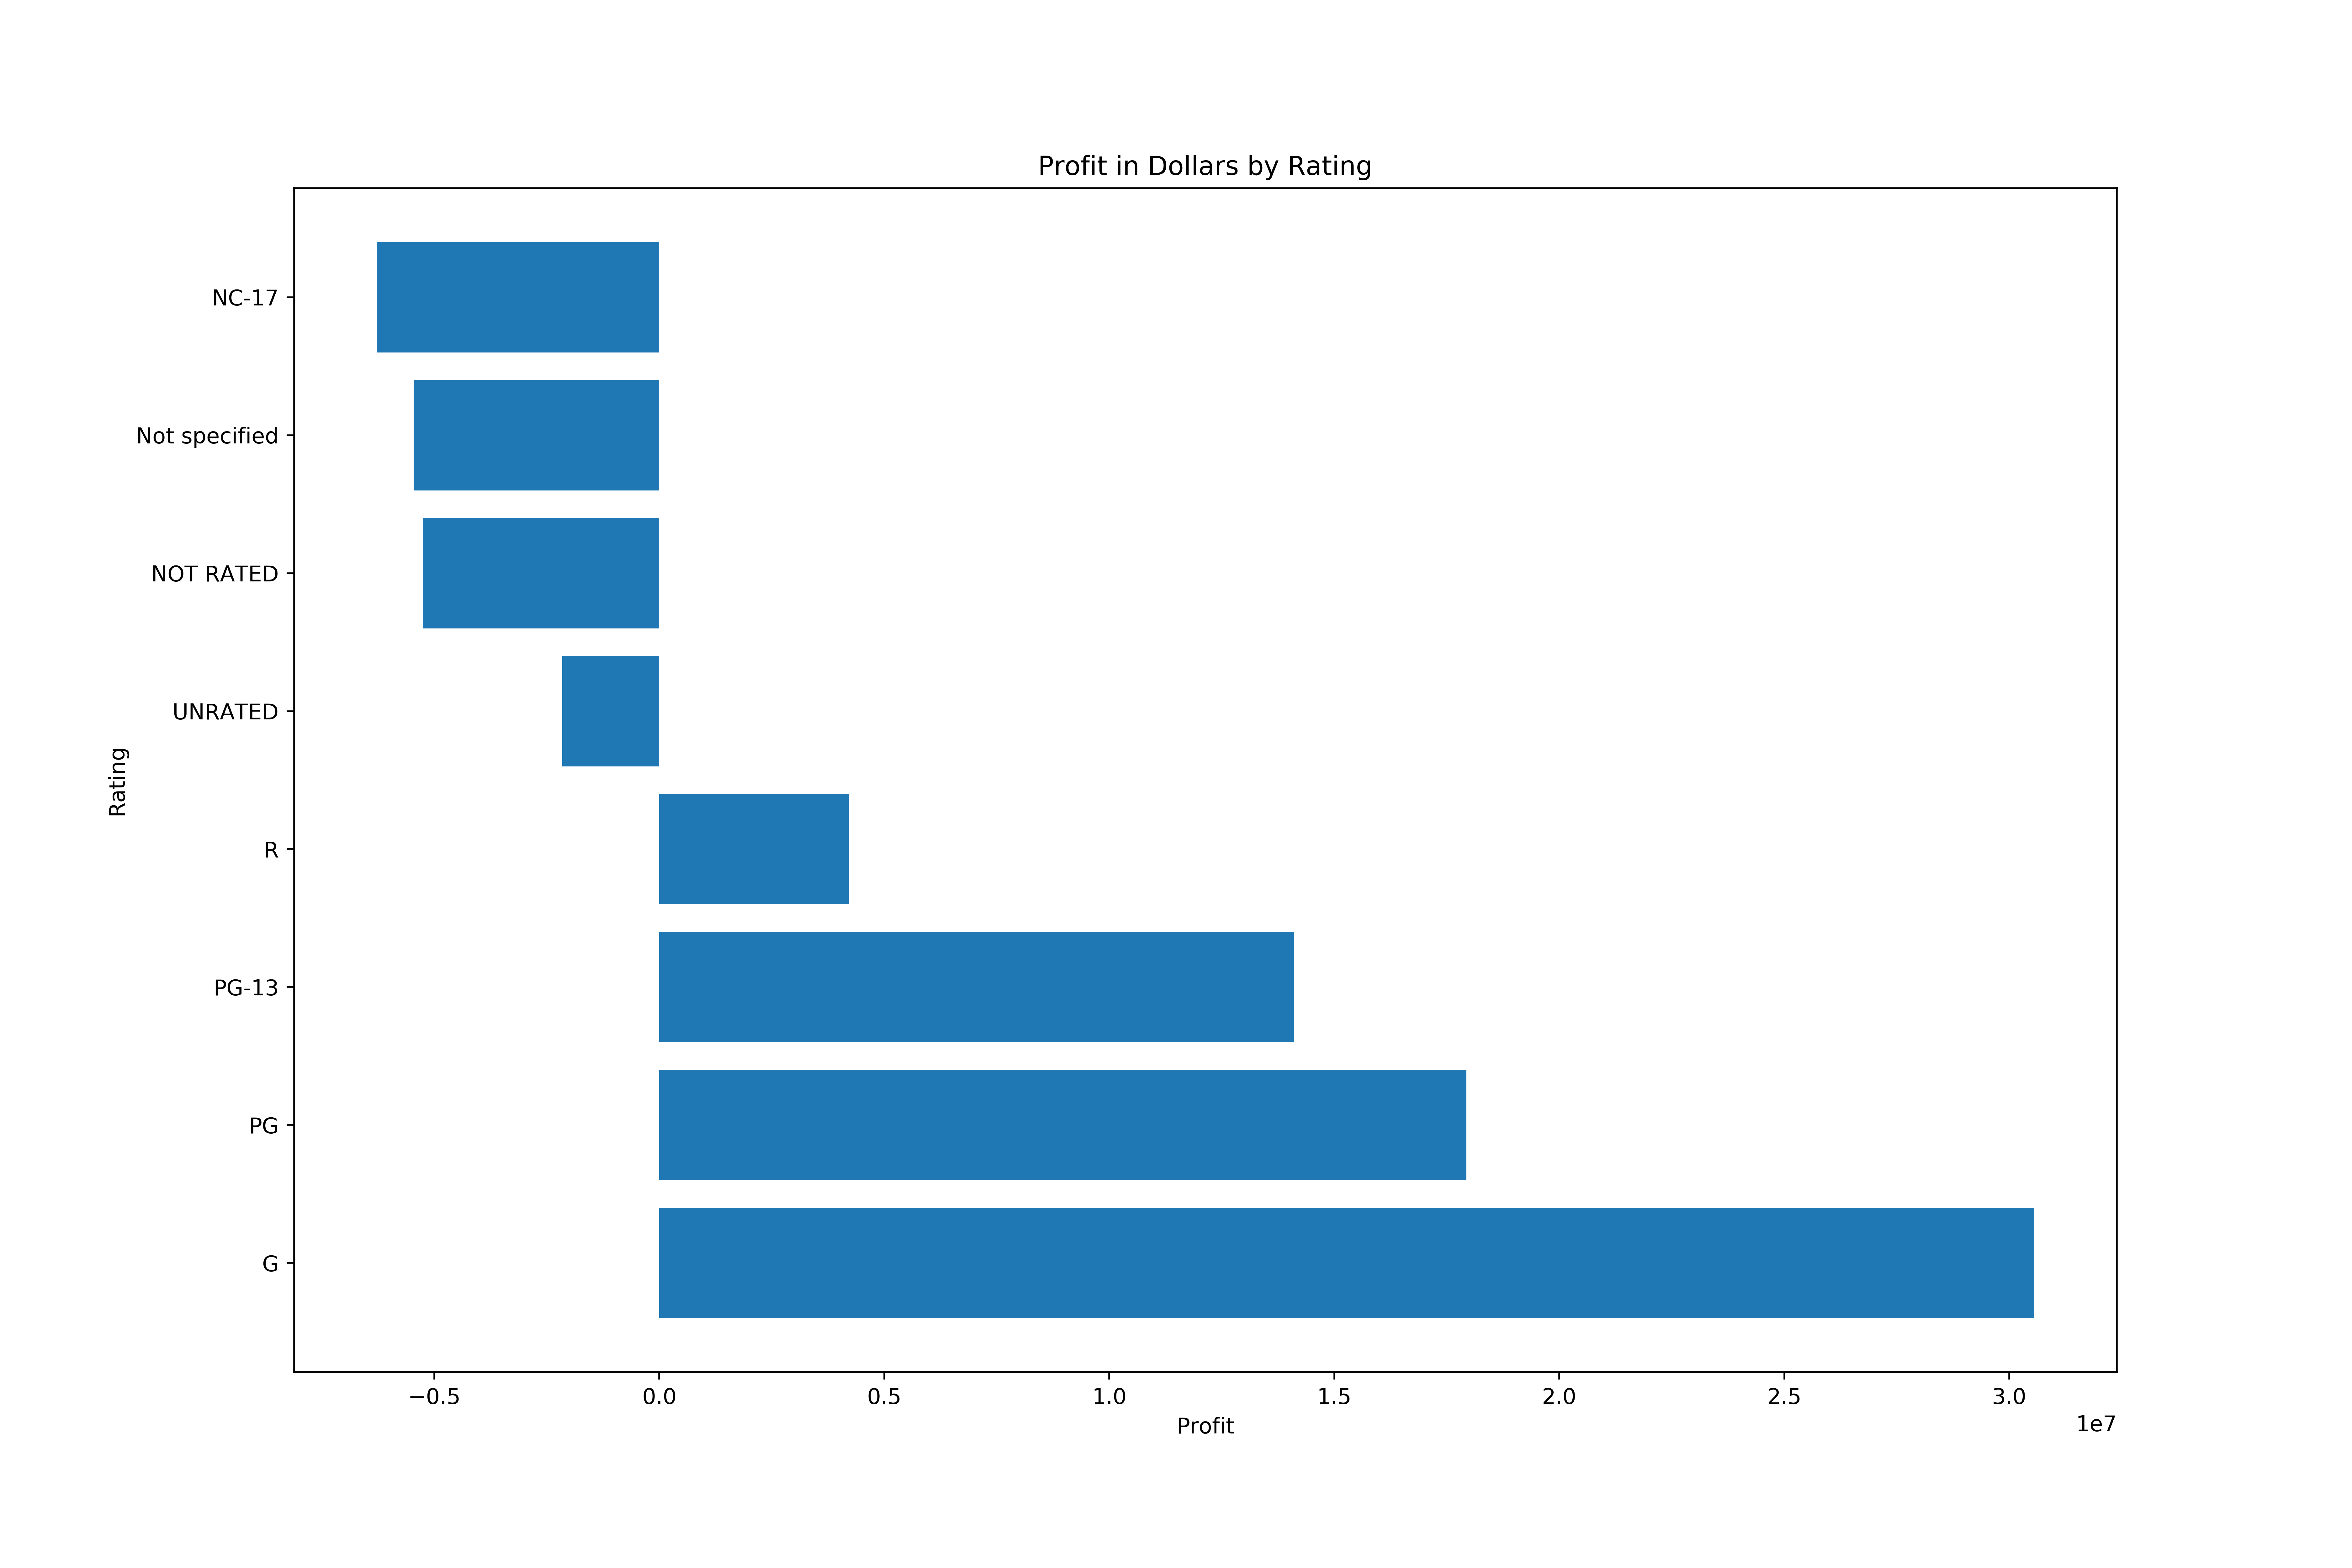 Profit in Dollars by Rating
NC-17
Not specified
NOT RATED
UNRATED
R
PG-13
PG
G
Rating
−0.5 0.0 0.5 1.0 1.5 2.0 2.5 3.0
Profit
1e7